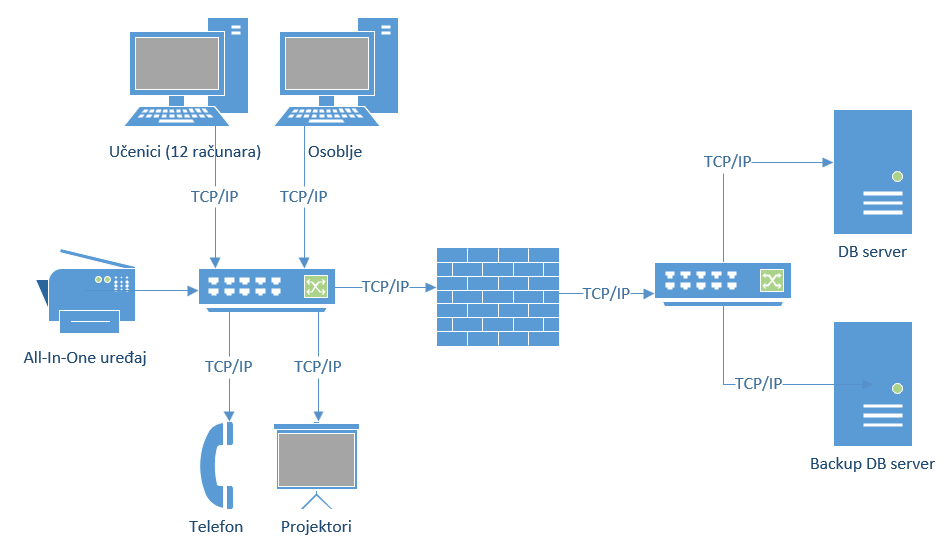 Učenici (12 računara)
Osoblje
TCP/IP
TCP/IP
TCP/IP
DB server
TCP/IP
TCP/IP
All-In-One uređaj
TCP/IP
TCP/IP
TCP/IP
Backup DB server
Telefon
Projektori